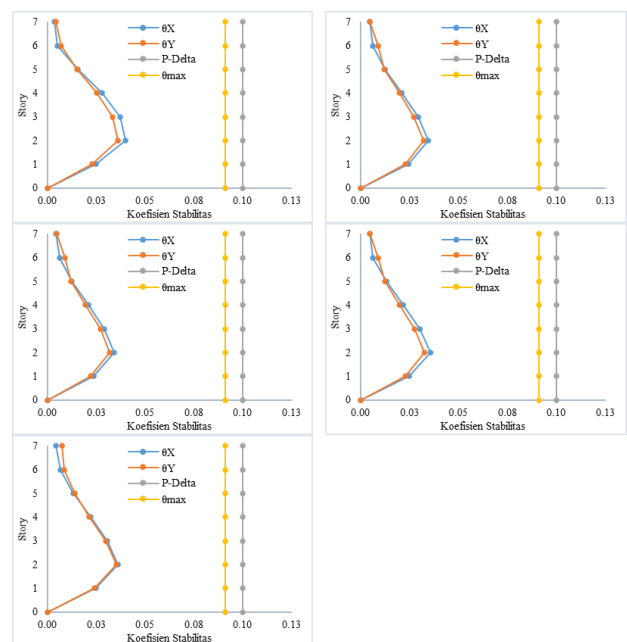 7
6
5
4
3
2
1
0
Story
θX
θY
P-Delta
θmax
0.00 0.03 0.05 0.08 0.10 0.13
Koefisien Stabilitas
7
6
5
4
3
2
1
0
Story
θX
θY
P-Delta
θmax
0.00 0.03 0.05 0.08 0.10 0.13
Koefisien Stabilitas
7
6
5
4
3
2
1
0
Story
θX
θY
P-Delta
θmax
0.00 0.03 0.05 0.08 0.10 0.13
Koefisien Stabilitas
7
6
5
4
3
2
1
0
Story
θX
θY
P-Delta
θmax
0.00 0.03 0.05 0.08 0.10 0.13
Koefisien Stabilitas
7
6
5
4
3
2
1
0
Story
θX
θY
P-Delta
θmax
0.00 0.03 0.05 0.08 0.10 0.13
Koefisien Stabilitas